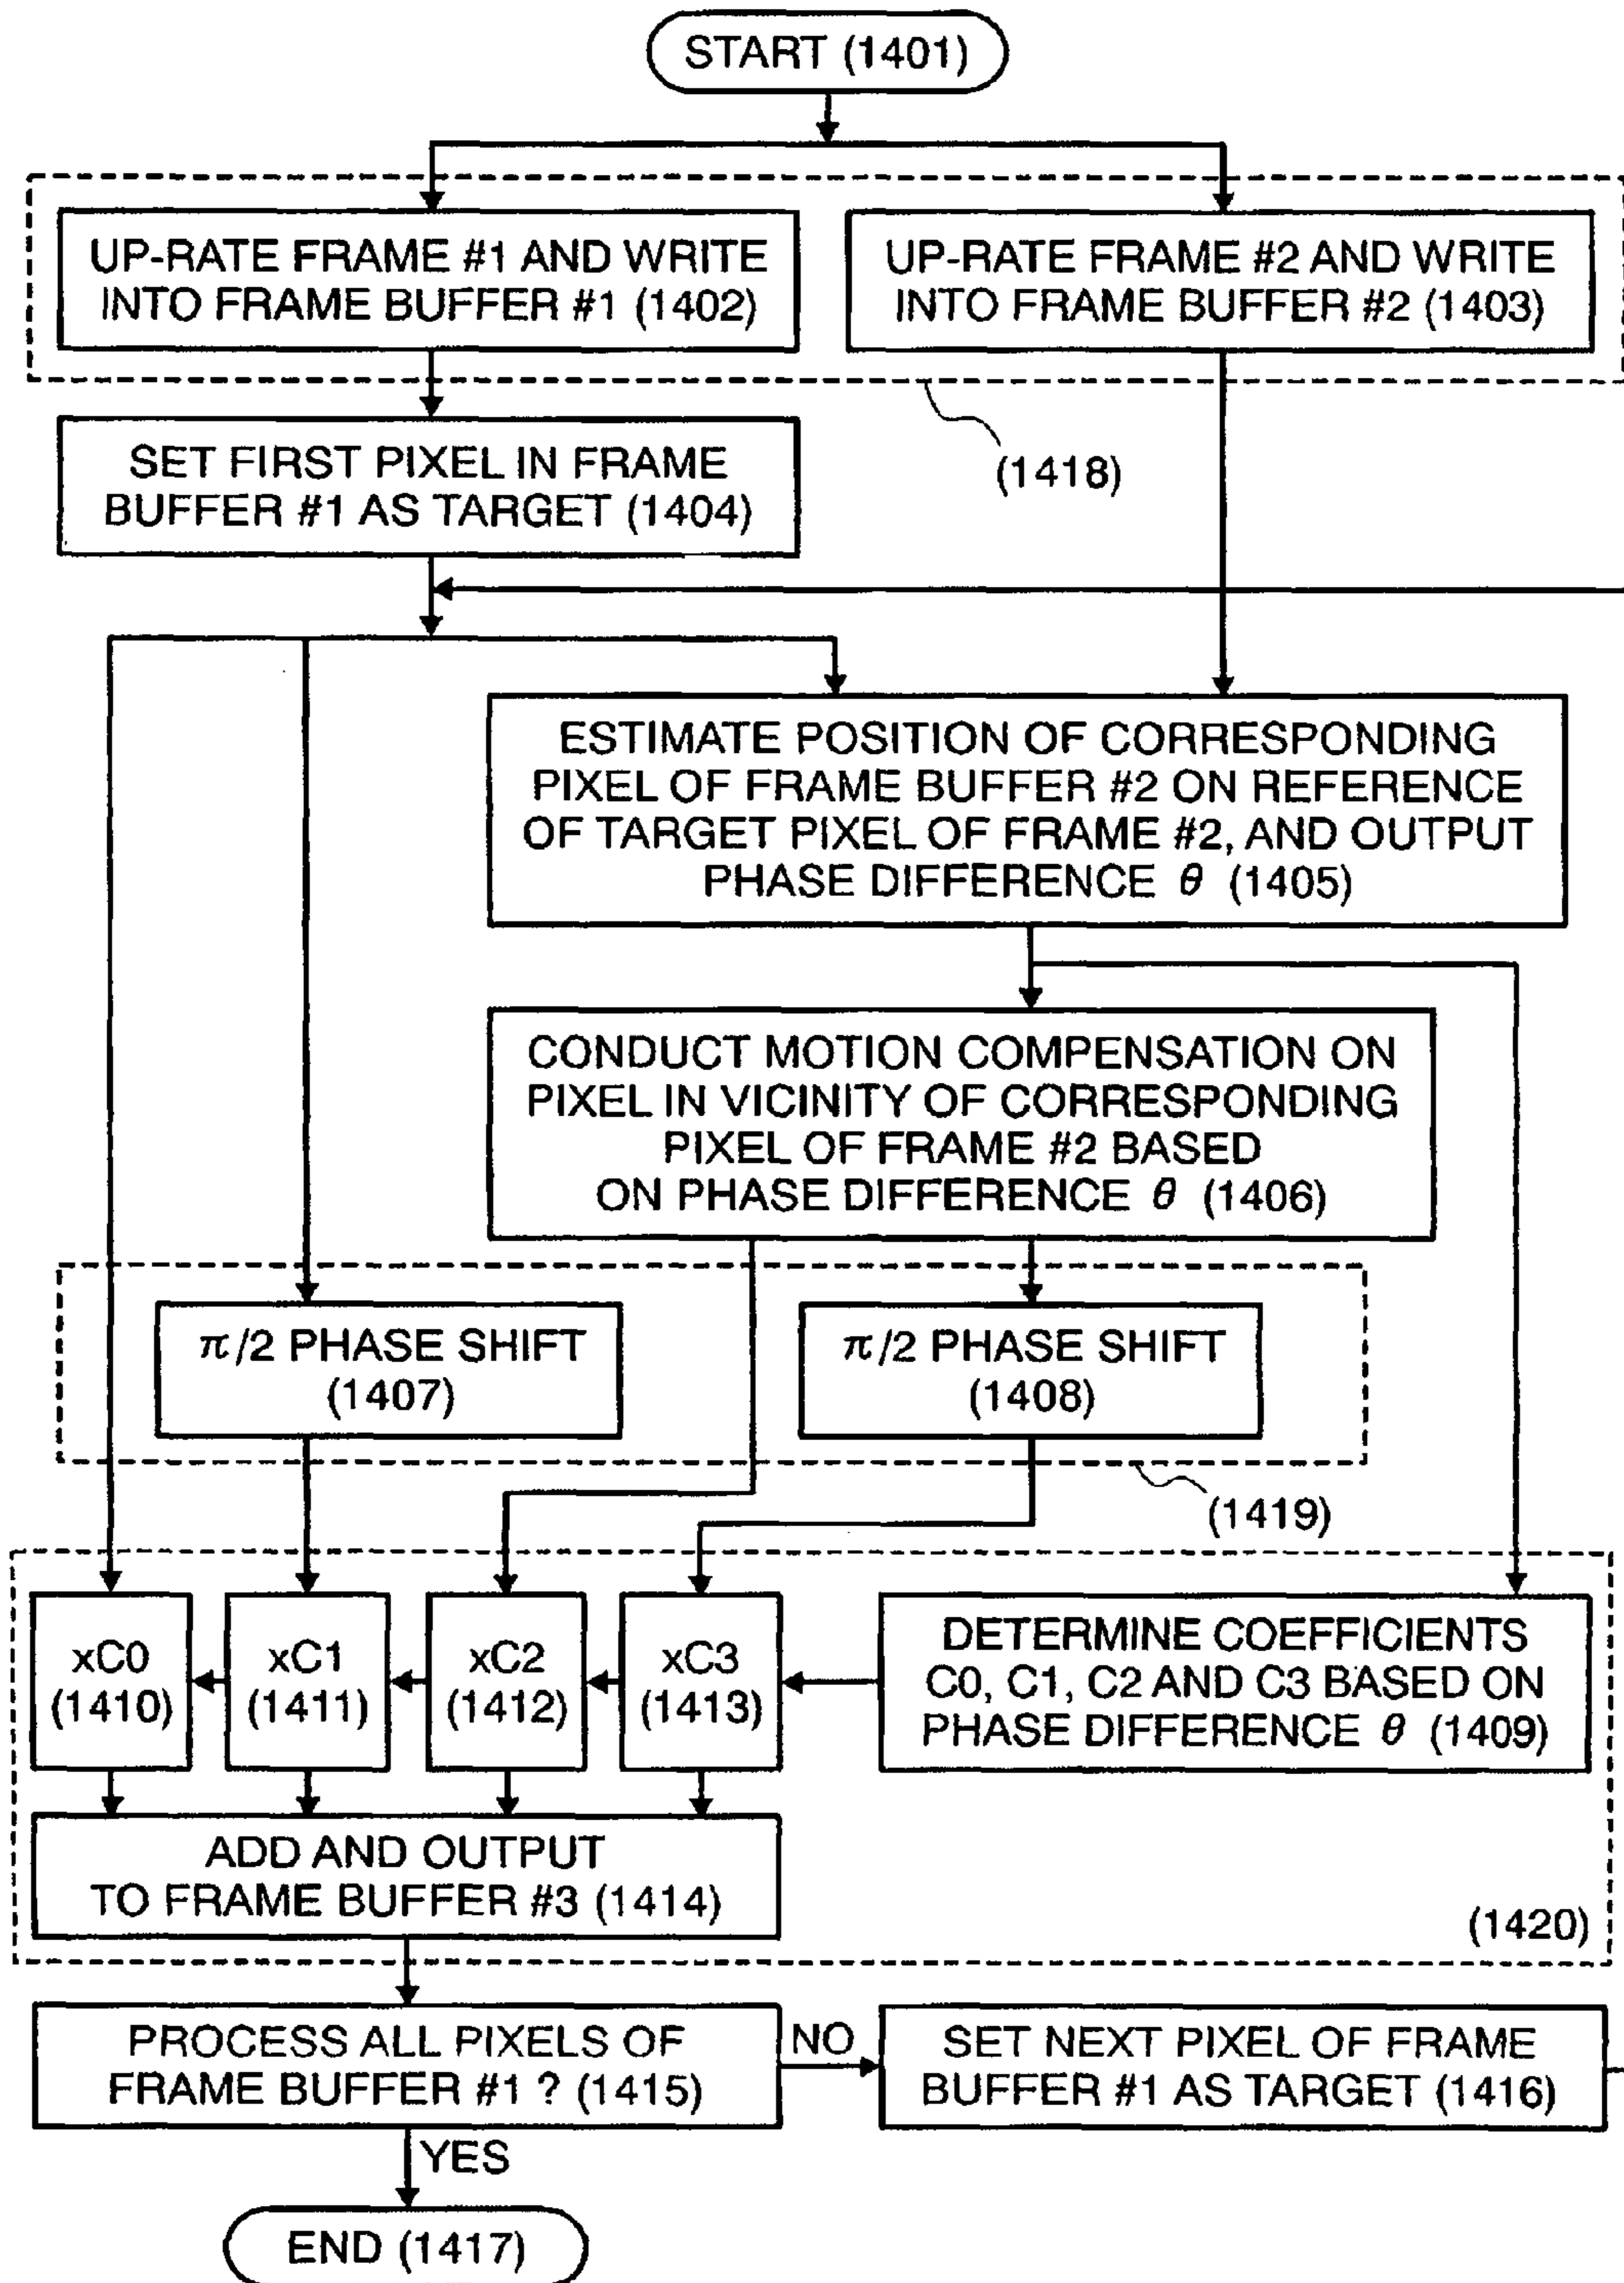 START (1401)
UP-RATE FRAME #1 AND WRITE
INTO FRAME BUFFER #1 (1402)
UP-RATE FRAME #2 AND WRITE
INTO FRAME BUFFER #2 (1403)
(1418)
SET FIRST PIXEL IN FRAME
BUFFER #1 AS TARGET (1404)
ESTIMATE POSITION OF CORRESPONDING
PIXEL OF FRAME BUFFER #2 ON REFERENCE
OF TARGET PIXEL OF FRAME #2, AND OUTPUT
PHASE DIFFERENCE θ (1405)
CONDUCT MOTION COMPENSATION ON
PIXEL IN VICINITY OF CORRESPONDING
PIXEL OF FRAME #2 BASED
ON PHASE DIFFERENCE θ (1406)
π/2 PHASE SHIFT
(1407)
π/2 PHASE SHIFT
(1408)
(1419)
xC0
(1410)
xC1
(1411)
xC2
(1412)
xC3
(1413)
DETERMINE COEFFICIENTS
C0, C1, C2 AND C3 BASED ON
PHASE DIFFERENCE θ (1409)
ADD AND OUTPUT
TO FRAME BUFFER #3 (1414)
(1420)
PROCESS ALL PIXELS OF
FRAME BUFFER #1 ? (1415)
NO
SET NEXT PIXEL OF FRAME
BUFFER #1 AS TARGET (1416)
YES
END (1417)